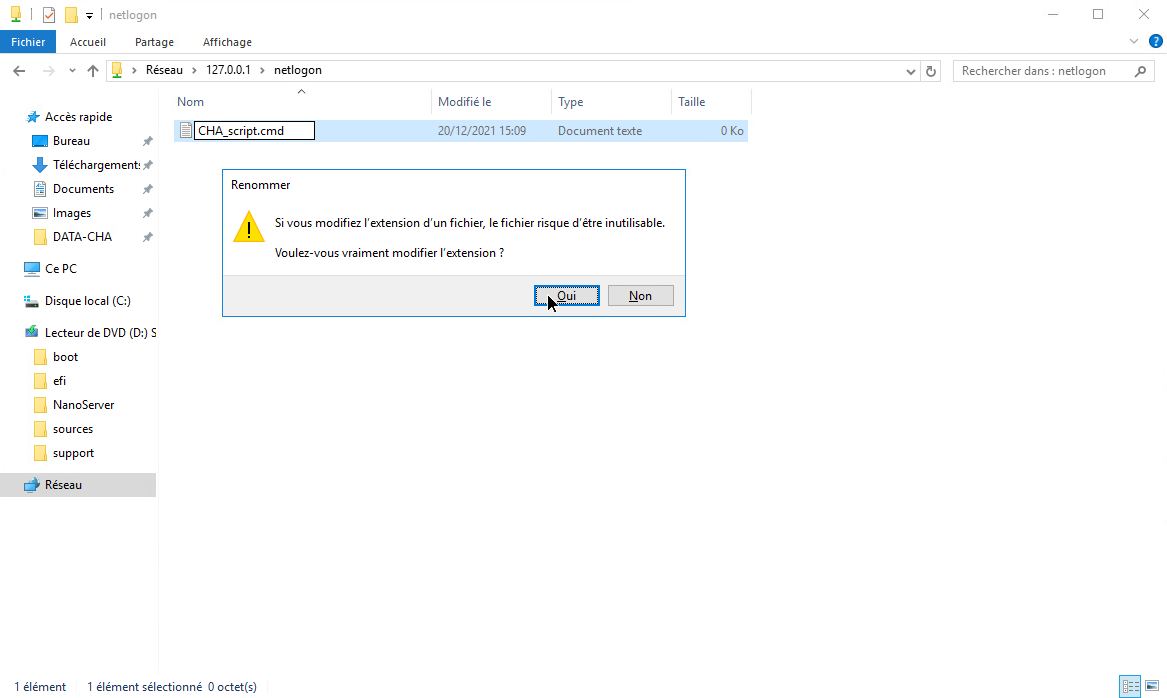 netlogon
Fichier Accueil Partage Affichage
?
Réseau 127.0.0.1 netlogon
Rechercher dans : netlogon
Nom Modifié le Type Taille
CHA_script.cmd 20/12/2021 15:09 Document texte 0 Ko
Accès rapide
Bureau
Téléchargements
Documents
Images
DATA-CHA
Ce PC
Disque local (C:)
Lecteur de DVD (D:) S
boot
efi
NanoServer
sources
support
Réseau
Renommer
Si vous modifiez l'extension d'un fichier, le fichier risque d'être inutilisable.
Voulez-vous vraiment modifier l'extension ?
Oui Non
1 élément 1 élément sélectionné 0 octet(s)